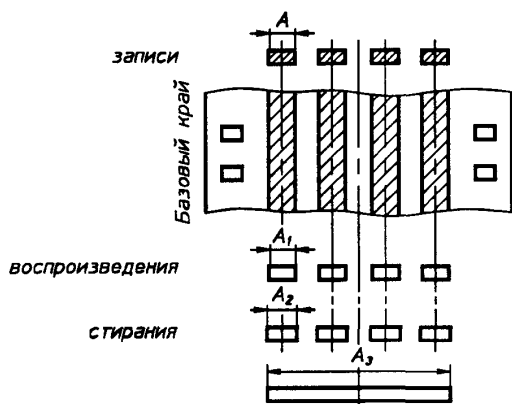 A
записи
Базовый край
A₁
воспроизведения
A₂
стирания
A₃